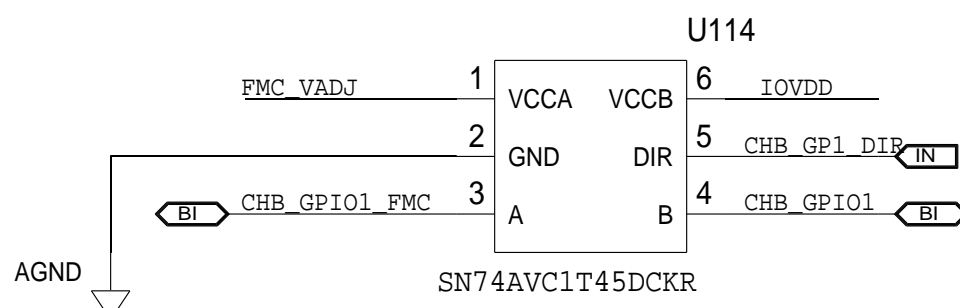 U114
FMC_VADJ 1 VCCA VCCB 6 IOVDD
2 GND DIR 5 CHB_GP1_DIR IN
BI CHB_GPIO1_FMC 3 A B 4 CHB_GPIO1 BI
AGND
SN74AVC1T45DCKR